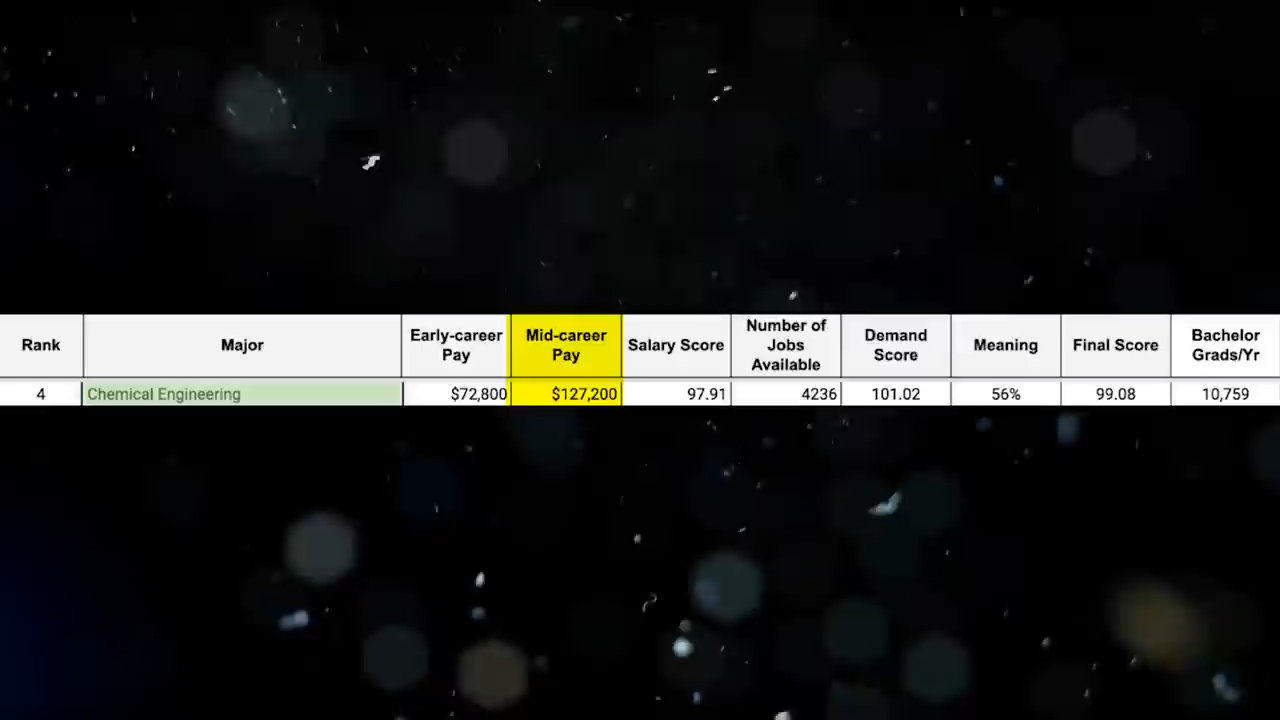 Rank Major Early-career Pay Mid-career Pay Salary Score Number of Jobs Available Demand Score Meaning Final Score Bachelor Grads/Yr
4 Chemical Engineering $72,800 $127,200 97.91 4236 101.02 56% 99.08 10,759